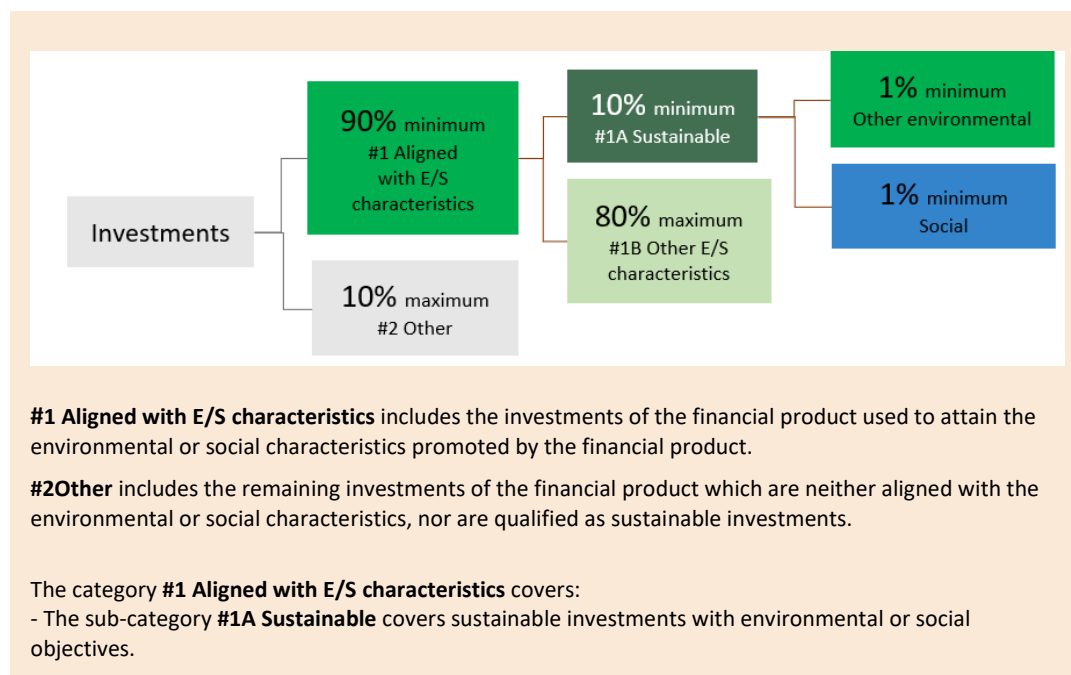 Investments
90% minimum
#1 Aligned
with E/S
characteristics
10% maximum
#2 Other
10% minimum
#1A Sustainable
80% maximum
#1B Other E/S
characteristics
1% minimum
Other environmental
1% minimum
Social
#1 Aligned with E/S characteristics includes the investments of the financial product used to attain the
environmental or social characteristics promoted by the financial product.
#2Other includes the remaining investments of the financial product which are neither aligned with the
environmental or social characteristics, nor are qualified as sustainable investments.
The category #1 Aligned with E/S characteristics covers:
- The sub-category #1A Sustainable covers sustainable investments with environmental or social
objectives.